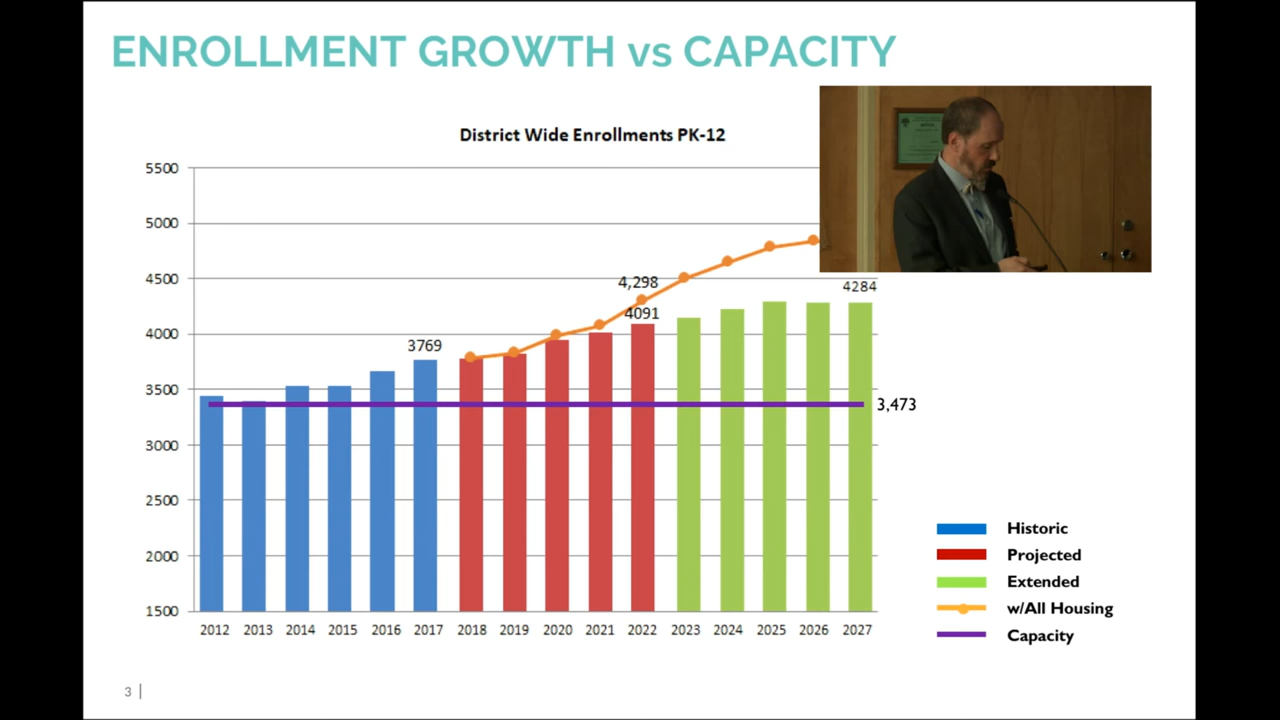 ENROLLMENT GROWTH vs CAPACITY
District Wide Enrollments PK-12
5500
5000
4500
4000
3500
3000
2500
2000
1500
3769
4,298
4091
4284
3,473
2012 2013 2014 2015 2016 2017 2018 2019 2020 2021 2022 2023 2024 2025 2026 2027
Historic
Projected
Extended
w/All Housing
Capacity
3 |